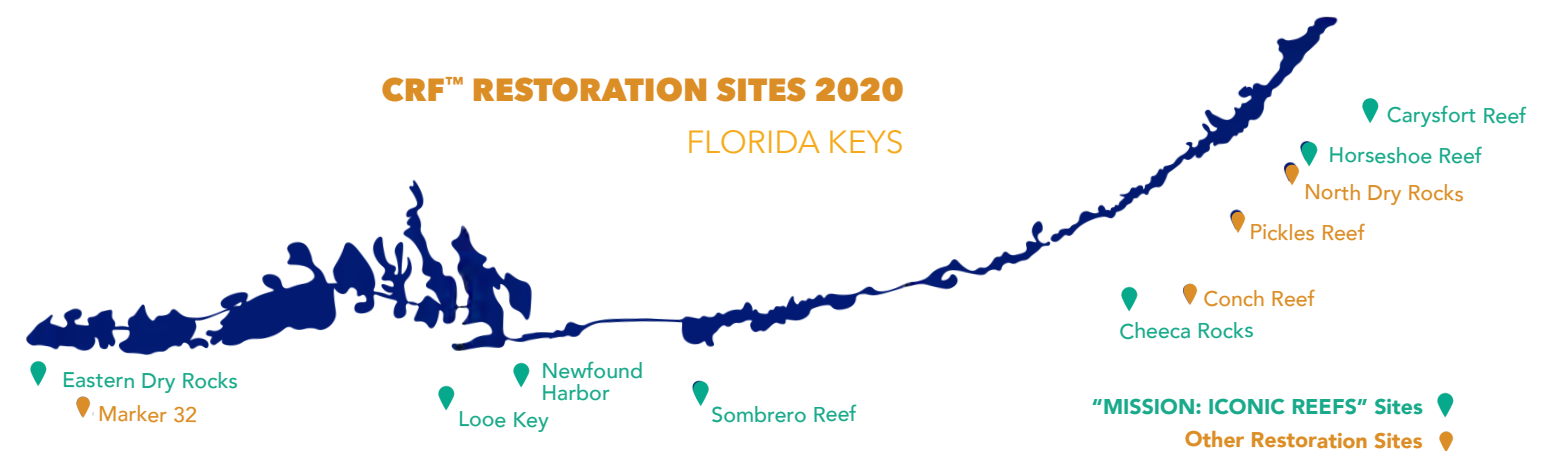 CRF™ RESTORATION SITES 2020
FLORIDA KEYS
Carysfort Reef
Horseshoe Reef
North Dry Rocks
Pickles Reef
Conch Reef
Cheeca Rocks
Eastern Dry Rocks
Marker 32
Looe Key
Newfound
Harbor
Sombrero Reef
“MISSION: ICONIC REEFS” Sites
Other Restoration Sites